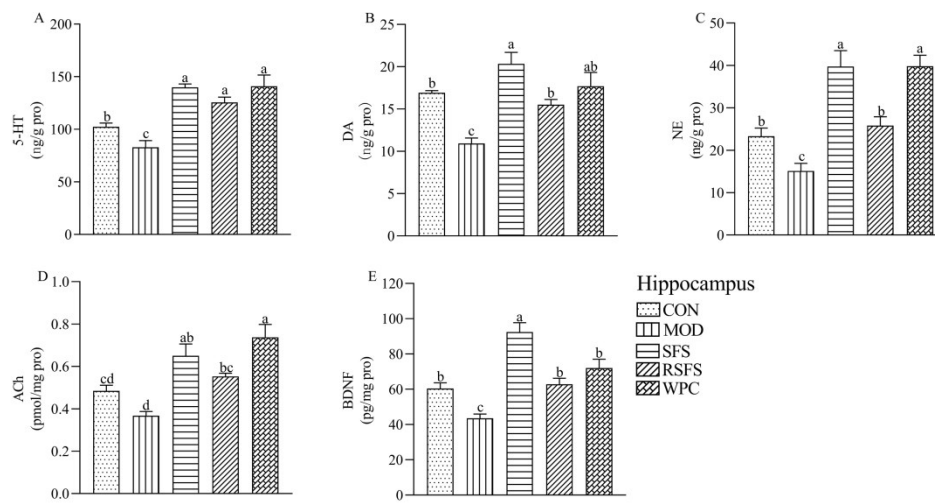 A
5-HT
(ng/g pro)
200
150
100
50
0
b
c
a
a
a
B
DA
(ng/g pro)
25
20
15
10
5
0
b
c
a
b
ab
C
NE
(ng/g pro)
50
40
30
20
10
0
b
c
a
b
a
D
ACh
(pmol/mg pro)
1.0
0.8
0.6
0.4
0.2
0.0
cd
d
ab
bc
a
E
BDNF
(pg/mg pro)
120
100
80
60
40
20
0
b
c
a
b
b
Hippocampus
CON
MOD
SFS
RSFS
WPC